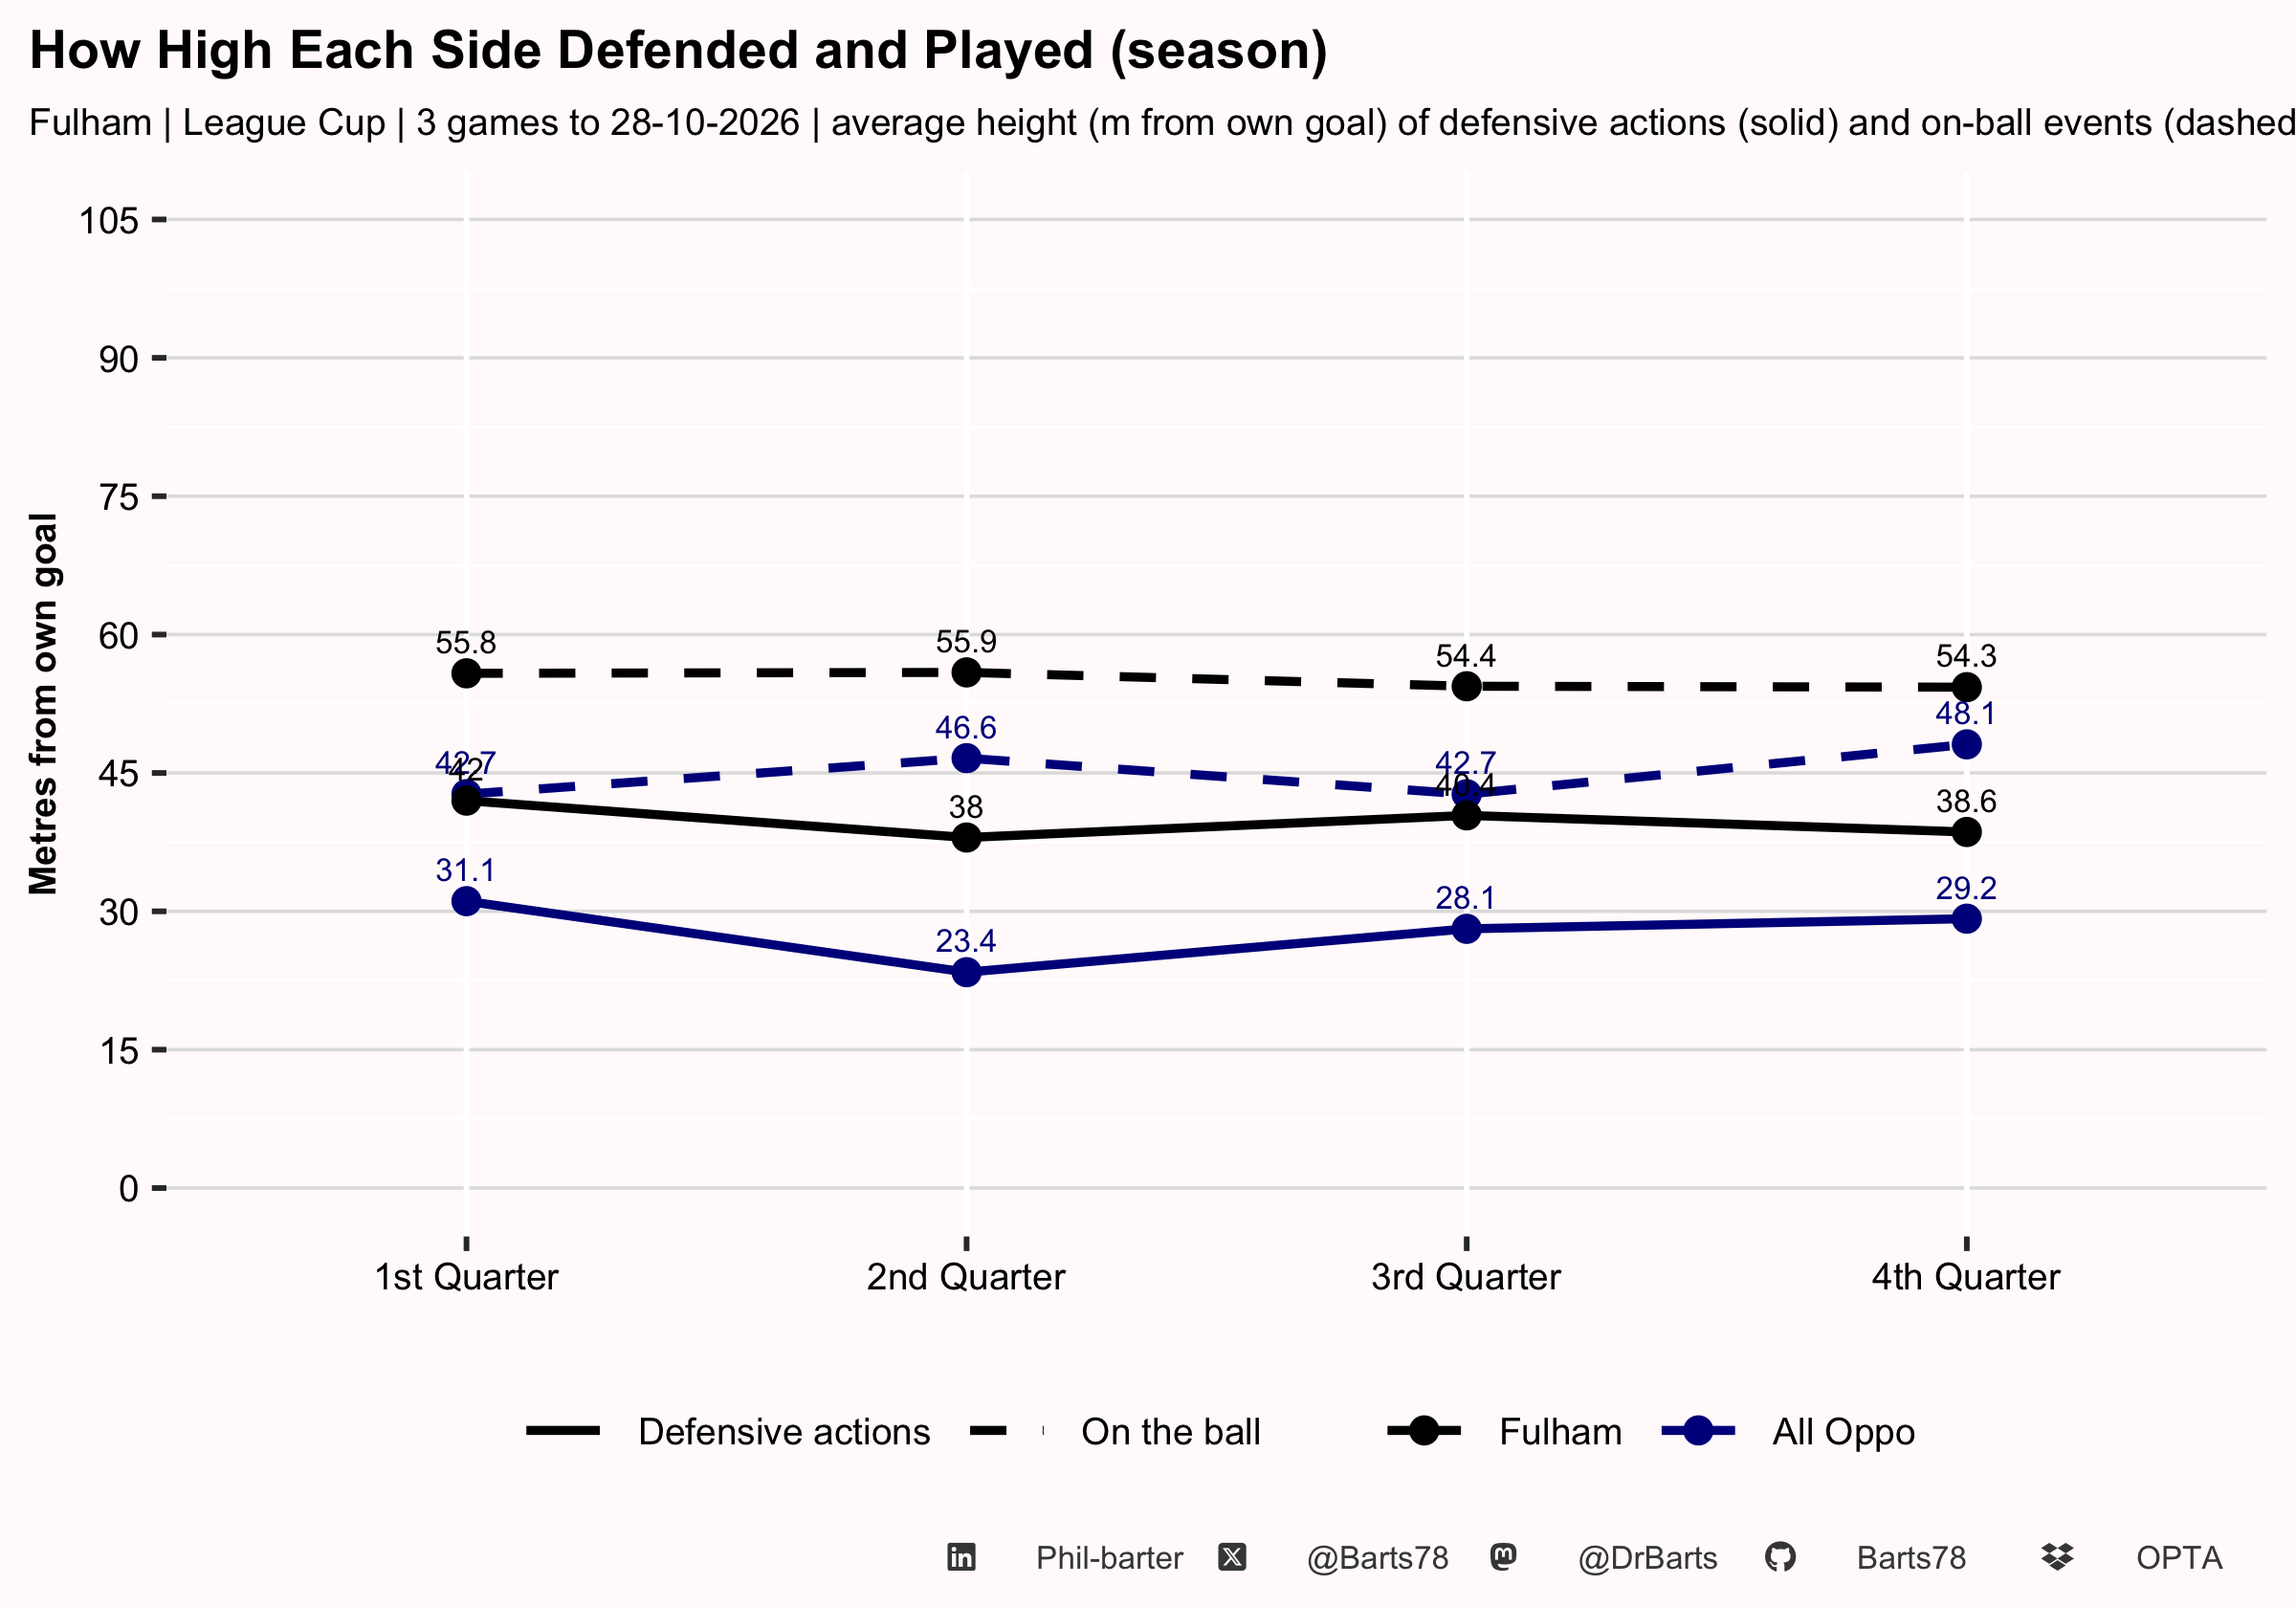 How High Each Side Defended and Played (season)
Fulham | League Cup | 3 games to 28-10-2026 | average height (m from own goal) of defensive actions (solid) and on-ball events (dashed
Metres from own goal
105
90
75
60
45
30
15
0
55.8
55.9
54.4
54.3
42.7
46.6
42.7
48.1
42
38
40.4
38.6
31.1
23.4
28.1
29.2
1st Quarter
2nd Quarter
3rd Quarter
4th Quarter
Defensive actions
On the ball
Fulham
All Oppo
Phil-barter
@Barts78
@DrBarts
Barts78
OPTA